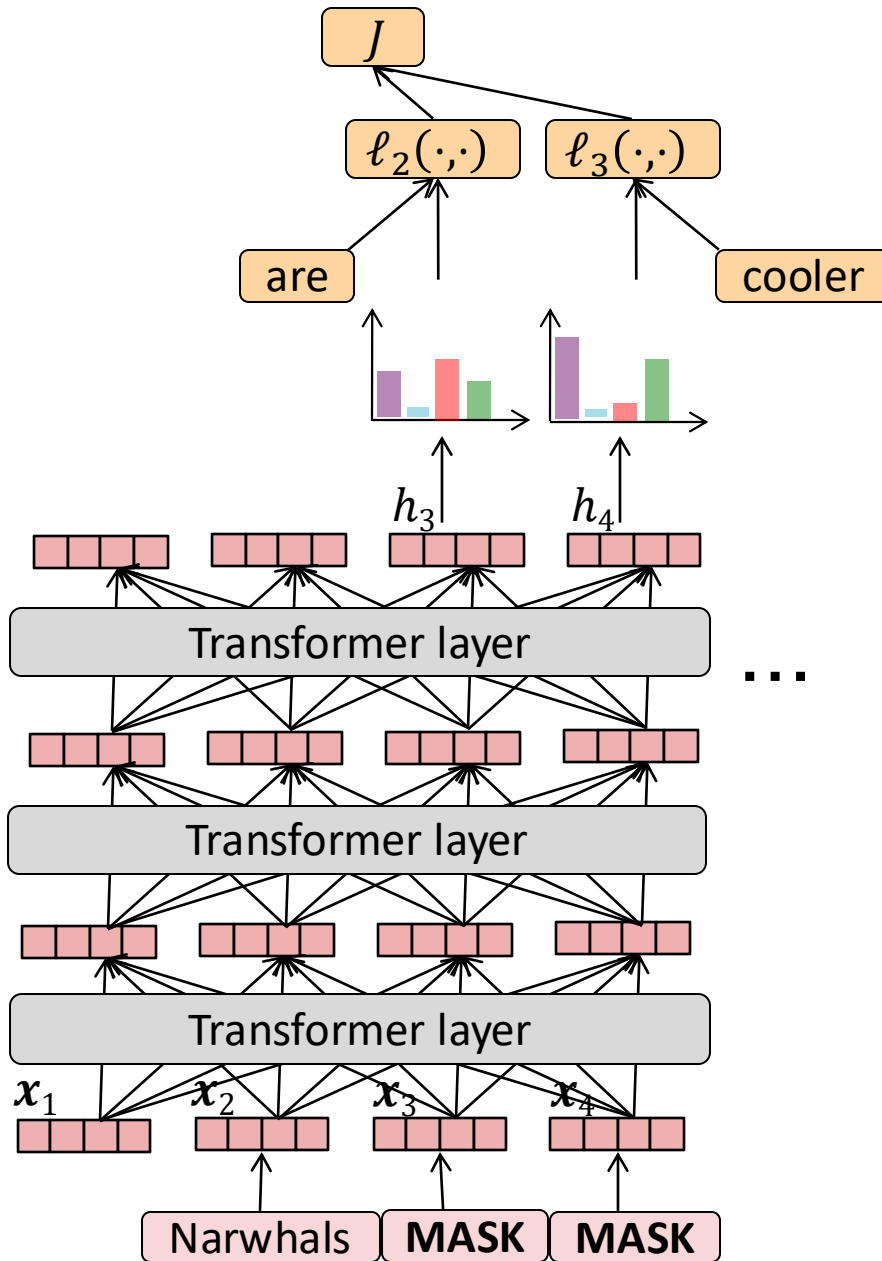 J
ℓ₂(·,·) ℓ₃(·,·)
are cooler
h₃ h₄
Transformer layer
...
Transformer layer
Transformer layer
x₁ x₂ x₃ x₄
Narwhals MASK MASK